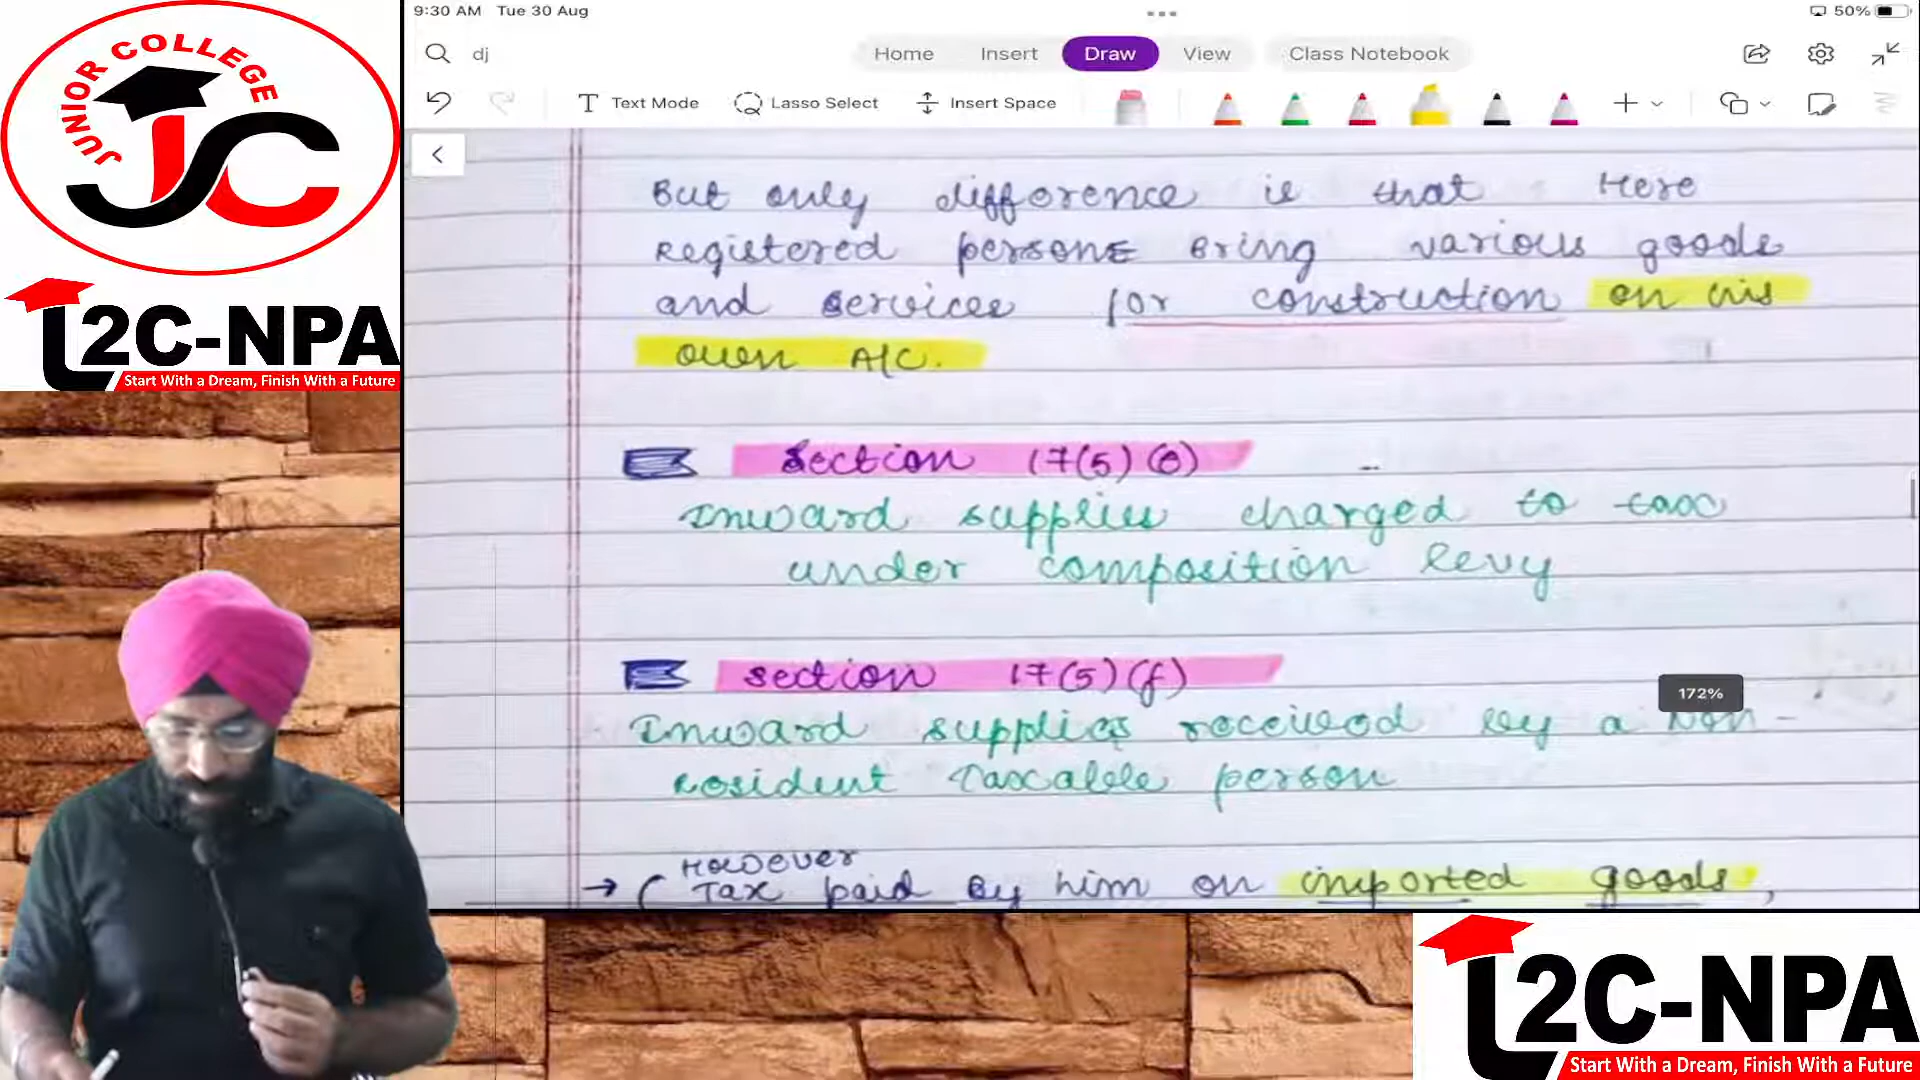 JUNIOR COLLEGE
JC
L2C-NPA
Start With a Dream, Finish With a Future
9:30 AM Tue 30 Aug
50%
dj
Home Insert Draw View Class Notebook
Text Mode Lasso Select Insert Space
But only difference is that Here
Registered persons Bring various goods
and services for construction on his
own A/C.
Section 17(5)(e)
Inward supplies charged to tax
under composition levy
section 17(5)(f)
172%
Inward supplies received by a Non-
Resident Taxable person
However
→ ( Tax paid by him on imported goods,
L2C-NPA
Start With a Dream, Finish With a Future